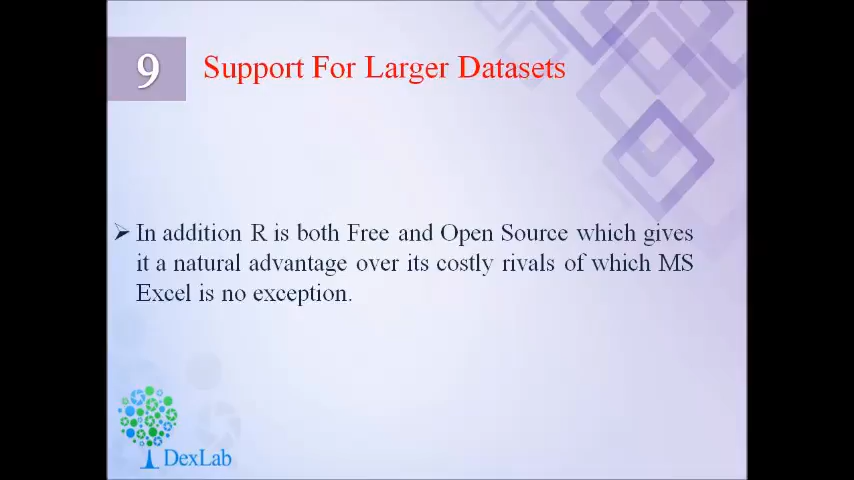 9
Support For Larger Datasets
➢ In addition R is both Free and Open Source which gives
it a natural advantage over its costly rivals of which MS
Excel is no exception.
DexLab